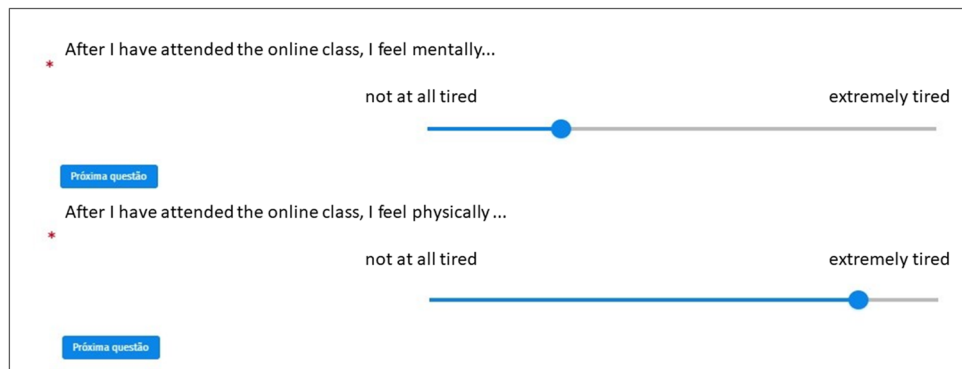 After I have attended the online class, I feel mentally...
*
not at all tired extremely tired
Próxima questão
After I have attended the online class, I feel physically ...
*
not at all tired extremely tired
Próxima questão